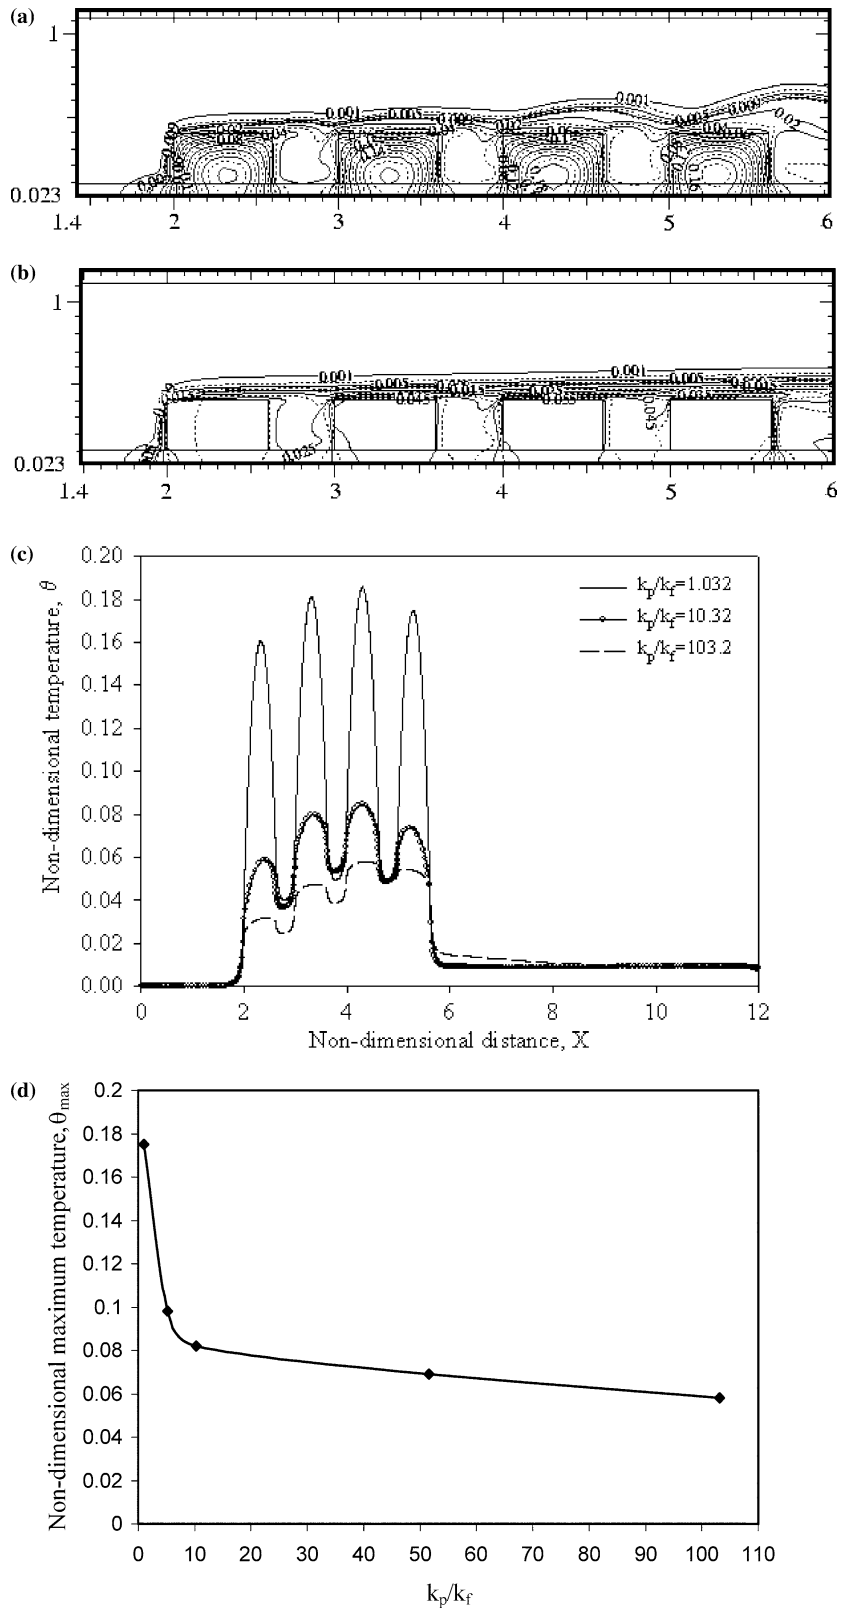 (a)
1
0.001
0.005
0.001
0.023
1.4 2 3 4 5 6
(b)
1
0.001
0.005
0.001
0.005
0.045
0.045
0.025
0.023
1.4 2 3 4 5 6
(c)
Non-dimensional temperature, θ
0.20
0.18
0.16
0.14
0.12
0.10
0.08
0.06
0.04
0.02
0.00
kp/kf=1.032
kp/kf=10.32
kp/kf=103.2
0 2 4 6 8 10 12
Non-dimensional distance, X
(d)
Non-dimensional maximum temperature,θmax
0.2
0.18
0.16
0.14
0.12
0.1
0.08
0.06
0.04
0.02
0
0 10 20 30 40 50 60 70 80 90 100 110
kp/kf